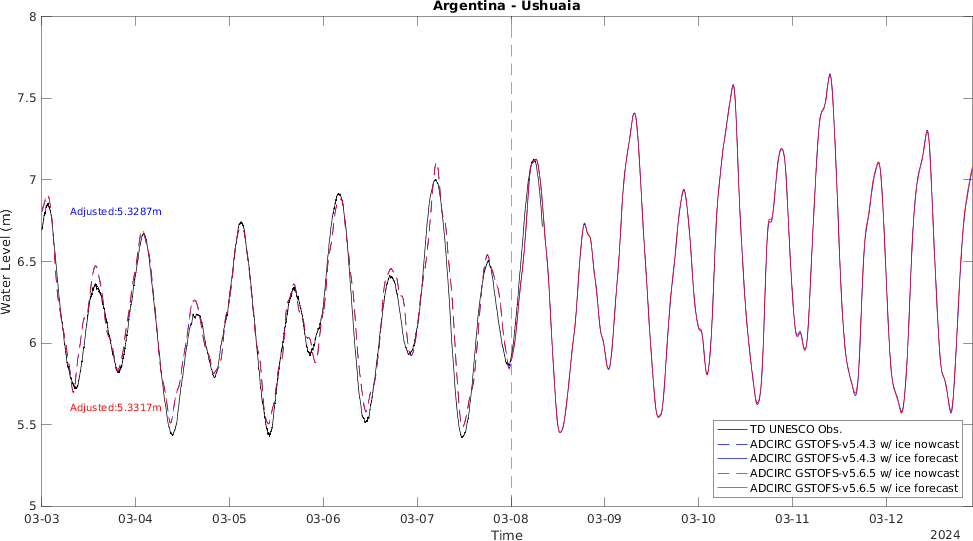 Argentina - Ushuaia
8
7.5
7
6.5
6
5.5
5
Water Level (m)
Adjusted:5.3287m
Adjusted:5.3317m
TD UNESCO Obs.
ADCIRC GSTOFS-v5.4.3 w/ ice nowcast
ADCIRC GSTOFS-v5.4.3 w/ ice forecast
ADCIRC GSTOFS-v5.6.5 w/ ice nowcast
ADCIRC GSTOFS-v5.6.5 w/ ice forecast
03-03 03-04 03-05 03-06 03-07 03-08 03-09 03-10 03-11 03-12
Time
2024